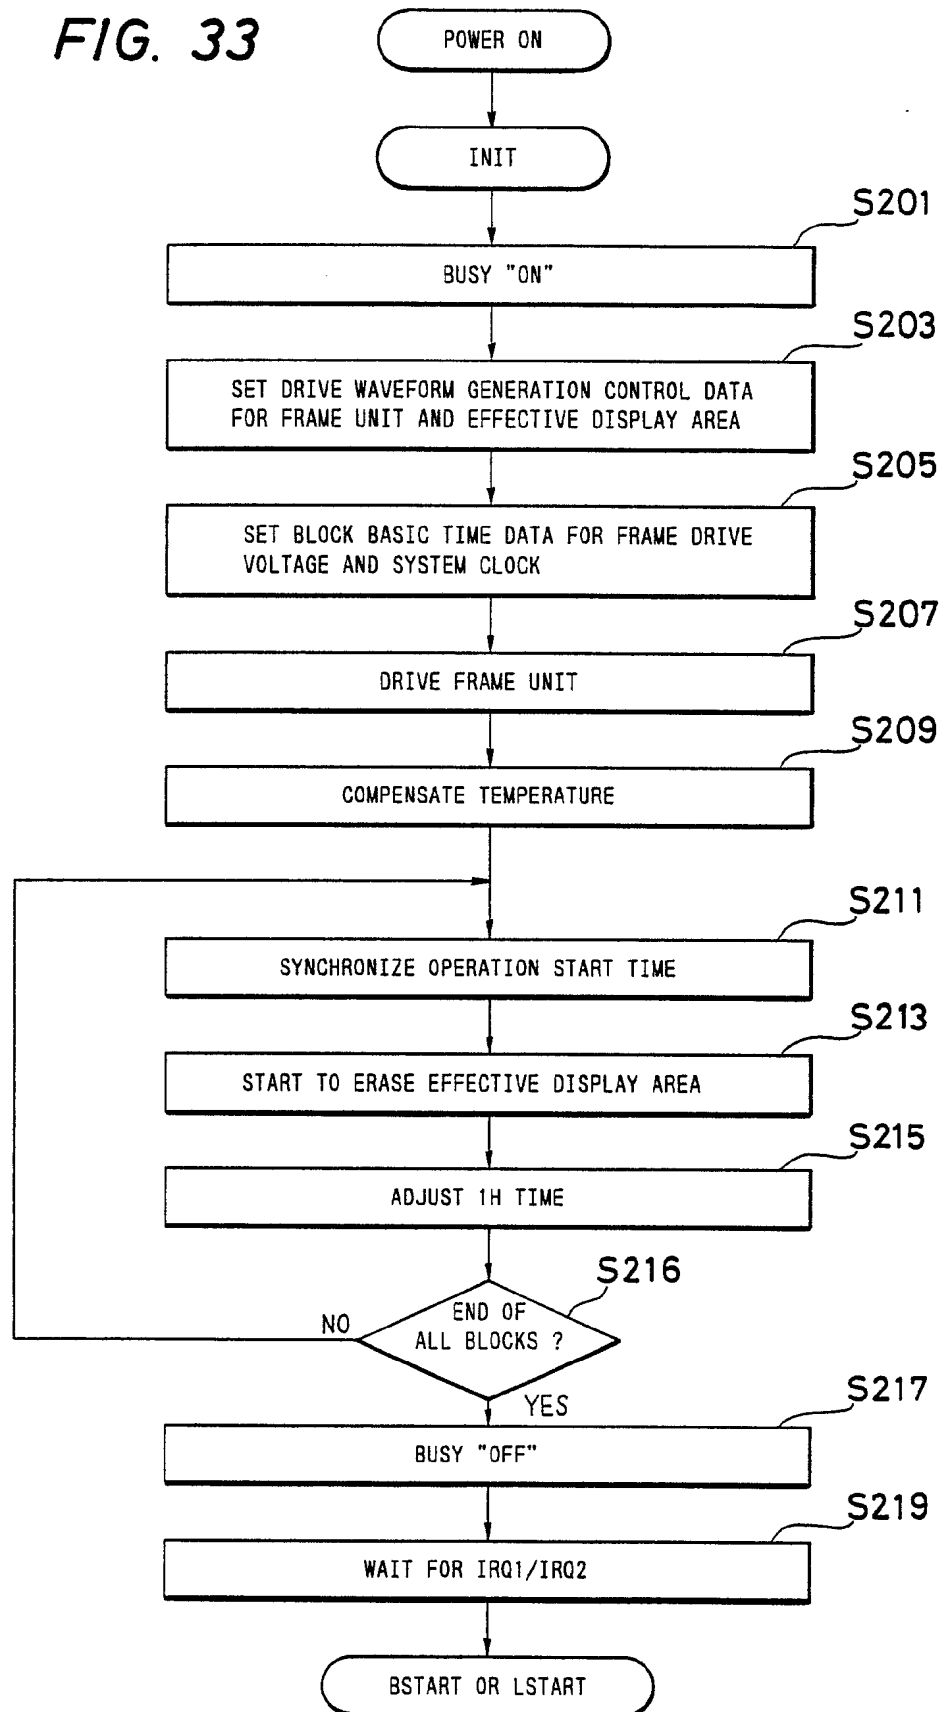 FIG. 33
POWER ON
INIT
S201
BUSY "ON"
S203
SET DRIVE WAVEFORM GENERATION CONTROL DATA
FOR FRAME UNIT AND EFFECTIVE DISPLAY AREA
S205
SET BLOCK BASIC TIME DATA FOR FRAME DRIVE
VOLTAGE AND SYSTEM CLOCK
S207
DRIVE FRAME UNIT
S209
COMPENSATE TEMPERATURE
S211
SYNCHRONIZE OPERATION START TIME
S213
START TO ERASE EFFECTIVE DISPLAY AREA
S215
ADJUST 1H TIME
S216
END OF
ALL BLOCKS ?
NO
YES
S217
BUSY "OFF"
S219
WAIT FOR IRQ1/IRQ2
BSTART OR LSTART